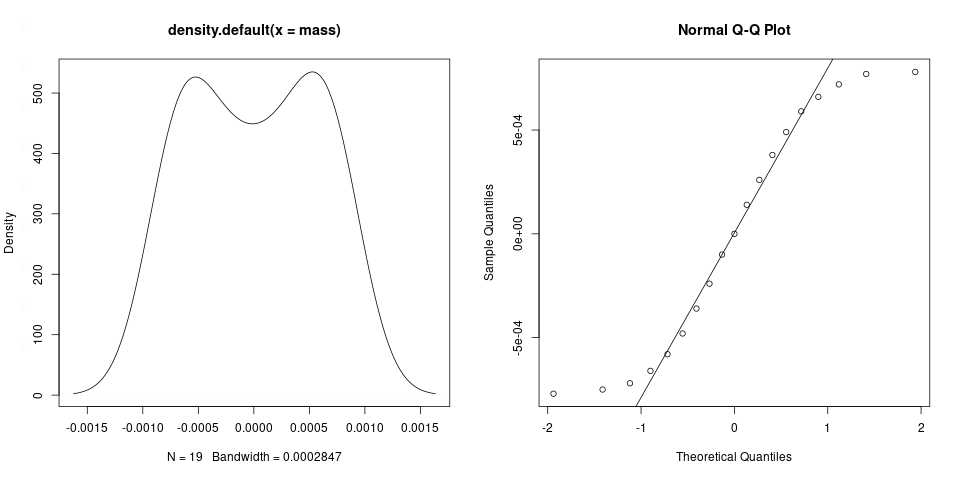 density.default(x = mass)
Density
0
100
200
300
400
500
-0.0015 -0.0010 -0.0005 0.0000 0.0005 0.0010 0.0015
N = 19 Bandwidth = 0.0002847
Normal Q-Q Plot
Sample Quantiles
-5e-04
0e+00
5e-04
-2 -1 0 1 2
Theoretical Quantiles